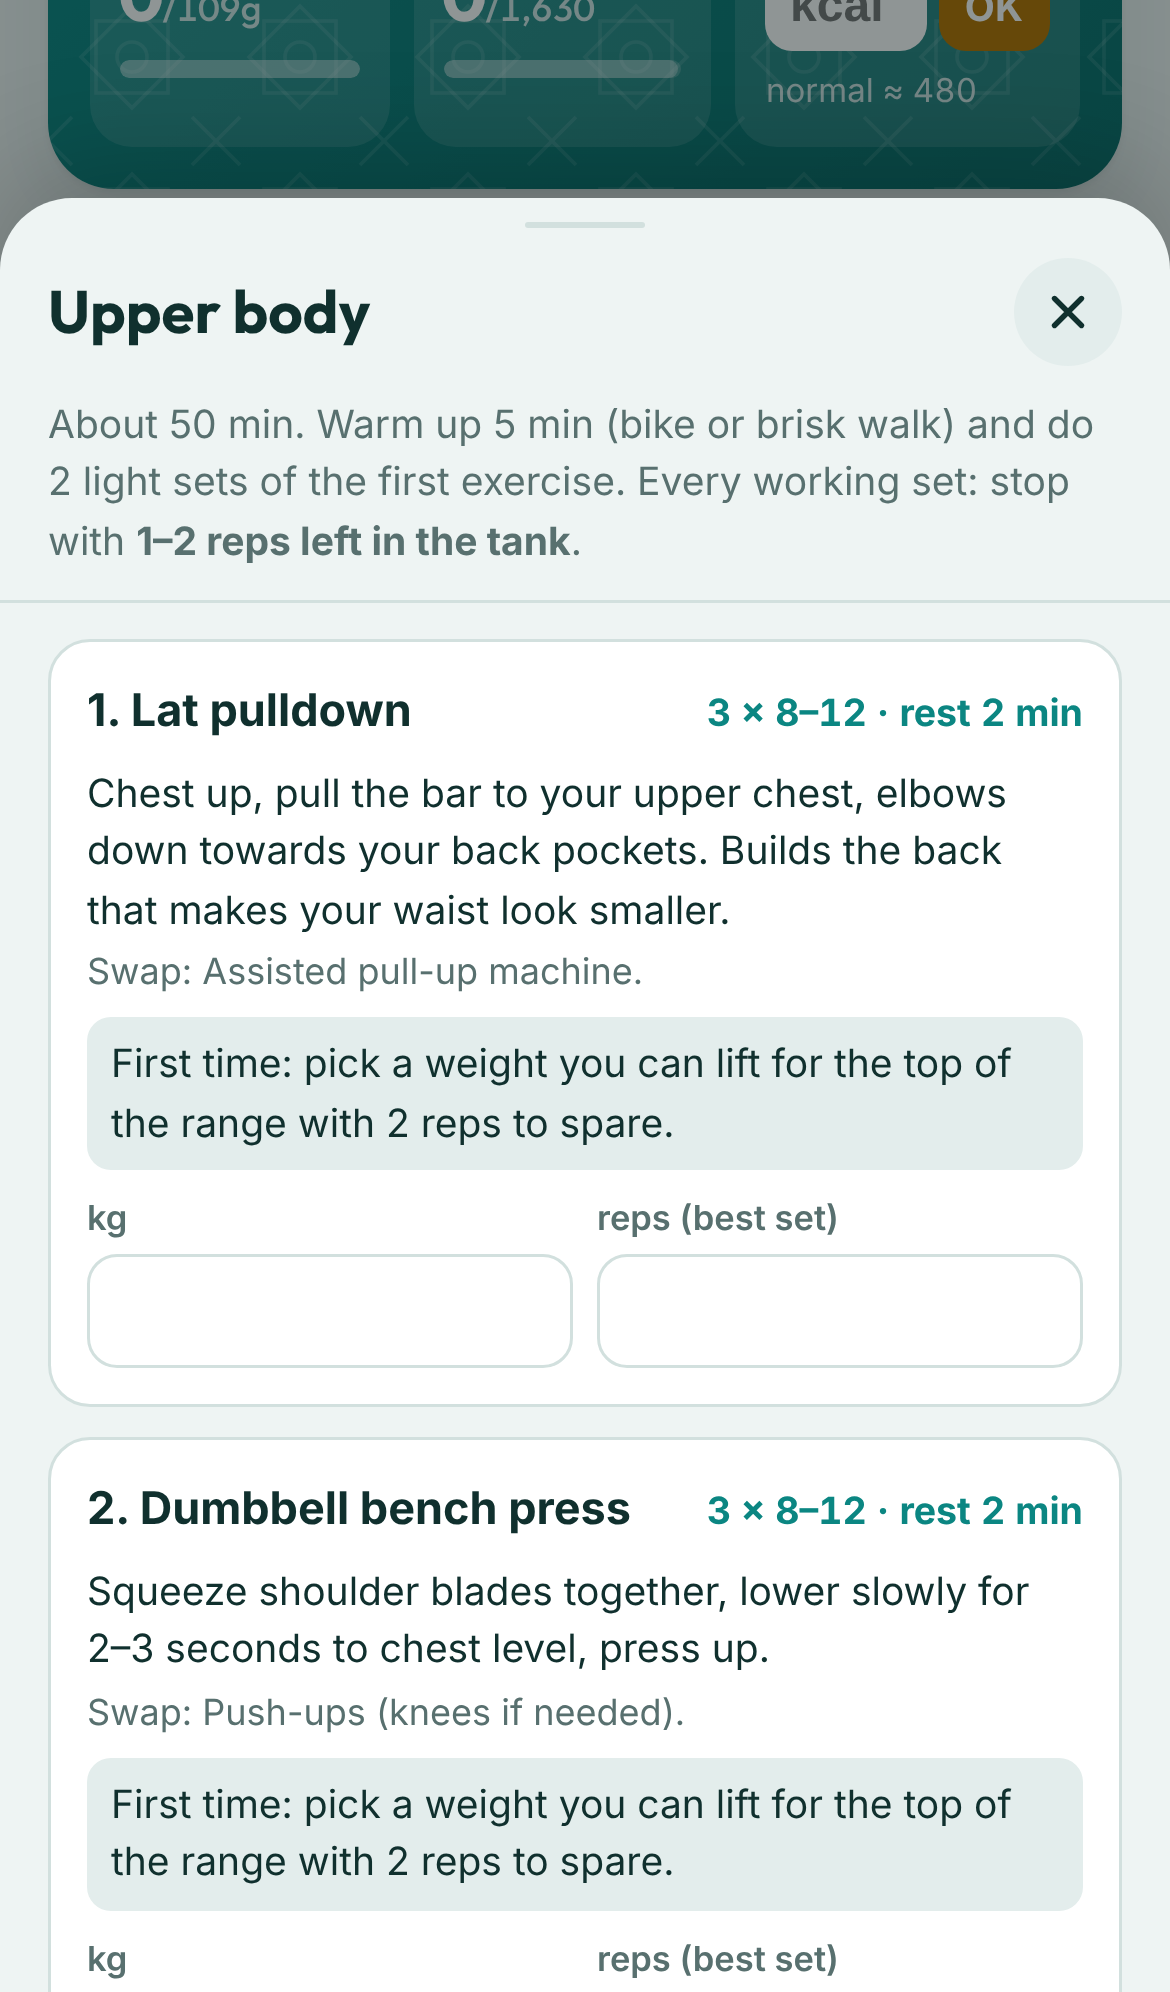 0/109g
0/1,630
kcal
OK
normal ≈ 480
Upper body
About 50 min. Warm up 5 min (bike or brisk walk) and do
2 light sets of the first exercise. Every working set: stop
with 1–2 reps left in the tank.
1. Lat pulldown
3 × 8–12 · rest 2 min
Chest up, pull the bar to your upper chest, elbows
down towards your back pockets. Builds the back
that makes your waist look smaller.
Swap: Assisted pull-up machine.
First time: pick a weight you can lift for the top of
the range with 2 reps to spare.
kg
reps (best set)
2. Dumbbell bench press
3 × 8–12 · rest 2 min
Squeeze shoulder blades together, lower slowly for
2–3 seconds to chest level, press up.
Swap: Push-ups (knees if needed).
First time: pick a weight you can lift for the top of
the range with 2 reps to spare.
kg
reps (best set)